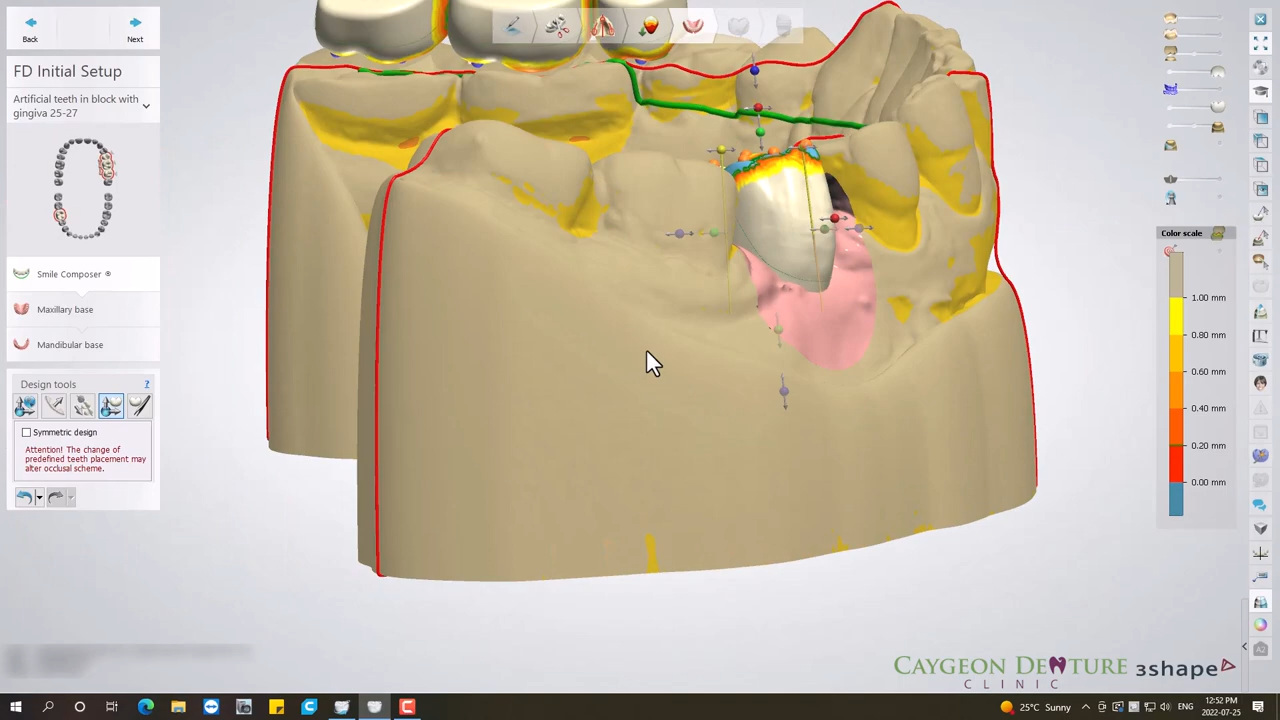 Back
Next
FD Initial Setup
Artificial teeth in block with
gingiva 25-27
Smile Composer ®
Maxillary base
Mandibular base
Design tools
?
Symmetric design
Attention! The change of
predefined teeth placement may
alter occlusal scheme.
Color scale
1.00 mm
0.80 mm
0.60 mm
0.40 mm
0.20 mm
0.00 mm
A2
CAYGEON DENTURE
CLINIC
3shape
25°C Sunny
ENG
12:52 PM
2022-07-25